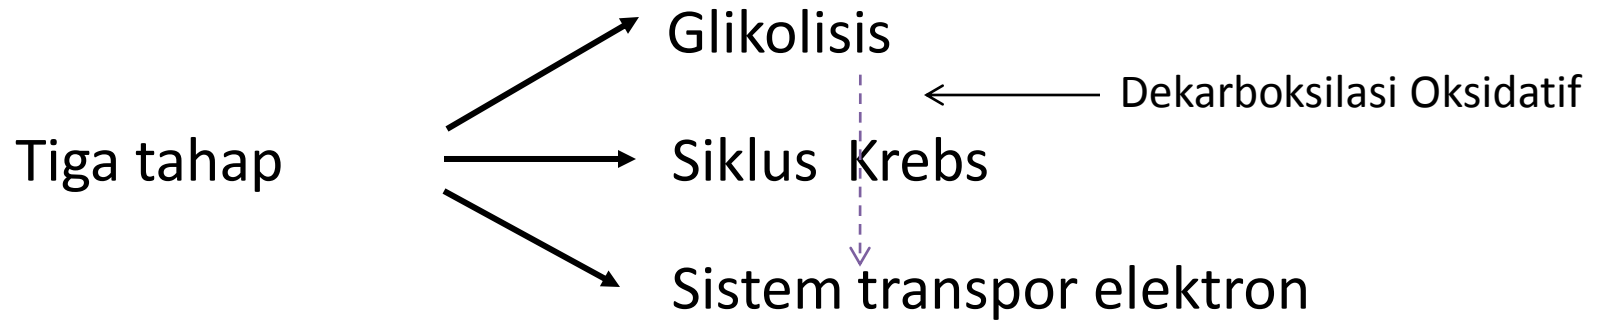 Glikolisis
Dekarboksilasi Oksidatif
Tiga tahap
Siklus Krebs
Sistem transpor elektron